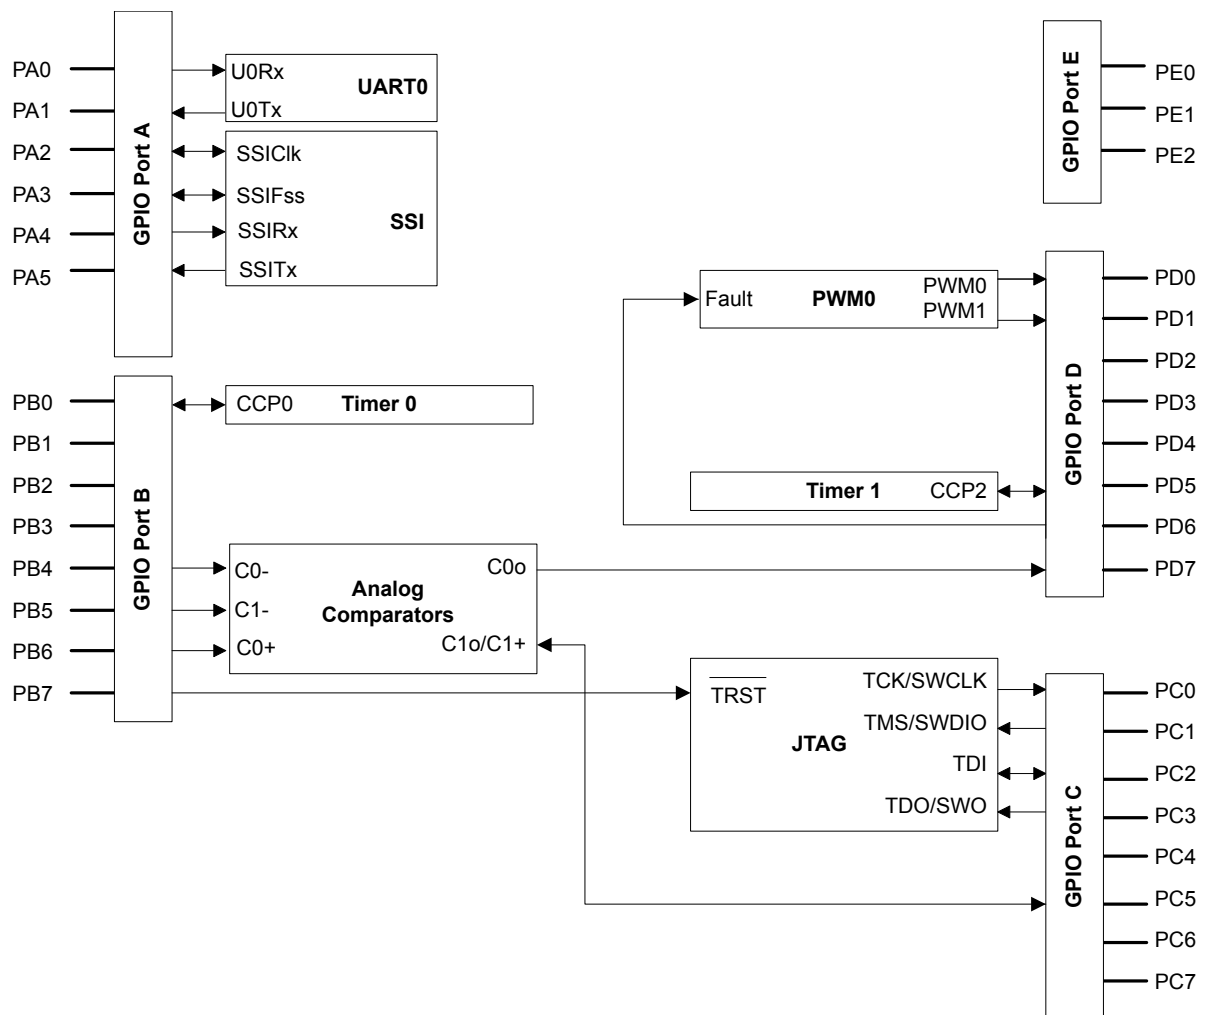 PA0
PA1
PA2
PA3
PA4
PA5
GPIO Port A
U0Rx
UART0
U0Tx
SSIClk
SSIFss
SSI
SSIRx
SSITx
GPIO Port E
PE0
PE1
PE2
PB0
PB1
PB2
PB3
PB4
PB5
PB6
PB7
GPIO Port B
CCP0 Timer 0
C0-
C1-
C0+
Analog
Comparators
C0o
C1o/C1+
Fault PWM0
PWM0
PWM1
Timer 1 CCP2
GPIO Port D
PD0
PD1
PD2
PD3
PD4
PD5
PD6
PD7
TRST
JTAG
TCK/SWCLK
TMS/SWDIO
TDI
TDO/SWO
GPIO Port C
PC0
PC1
PC2
PC3
PC4
PC5
PC6
PC7